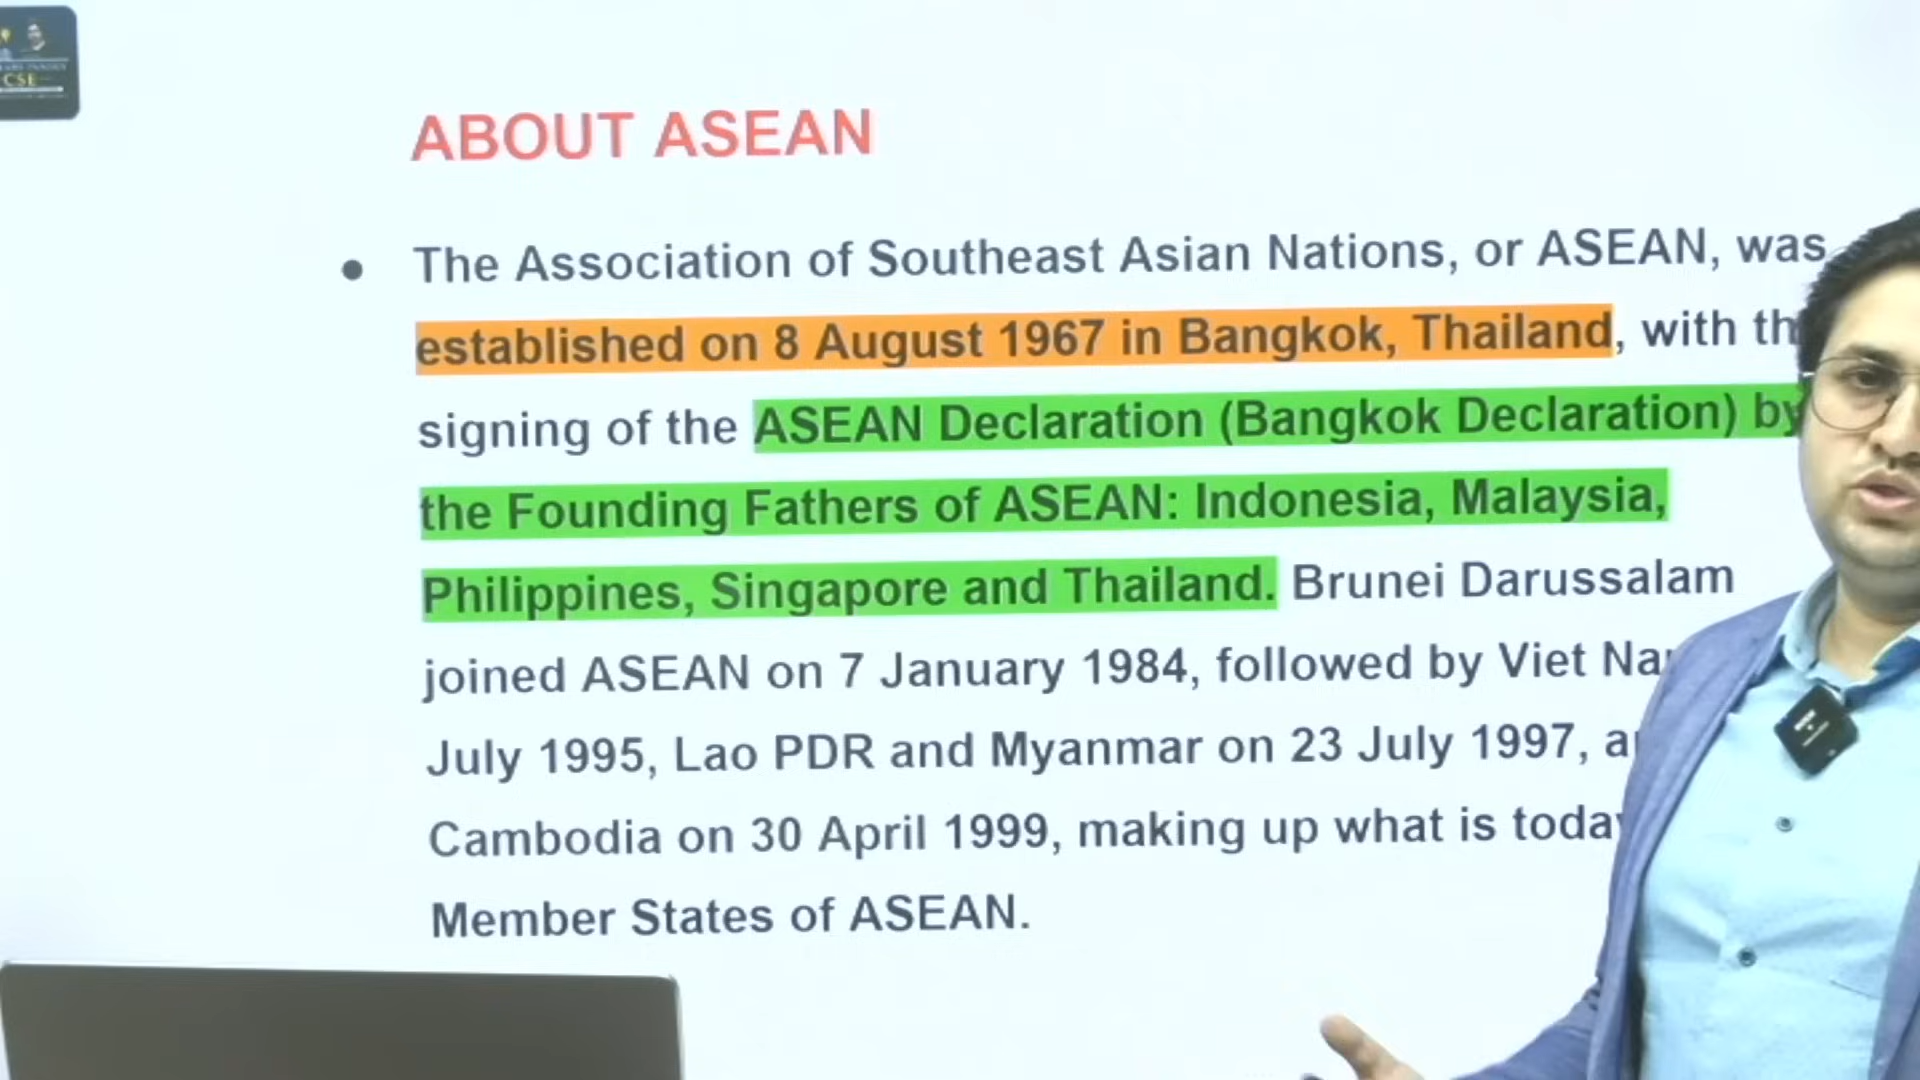 CSE
ABOUT ASEAN
● The Association of Southeast Asian Nations, or ASEAN, was
established on 8 August 1967 in Bangkok, Thailand, with th
signing of the ASEAN Declaration (Bangkok Declaration) by
the Founding Fathers of ASEAN: Indonesia, Malaysia,
Philippines, Singapore and Thailand. Brunei Darussalam
joined ASEAN on 7 January 1984, followed by Viet Na
July 1995, Lao PDR and Myanmar on 23 July 1997, a
Cambodia on 30 April 1999, making up what is today
Member States of ASEAN.